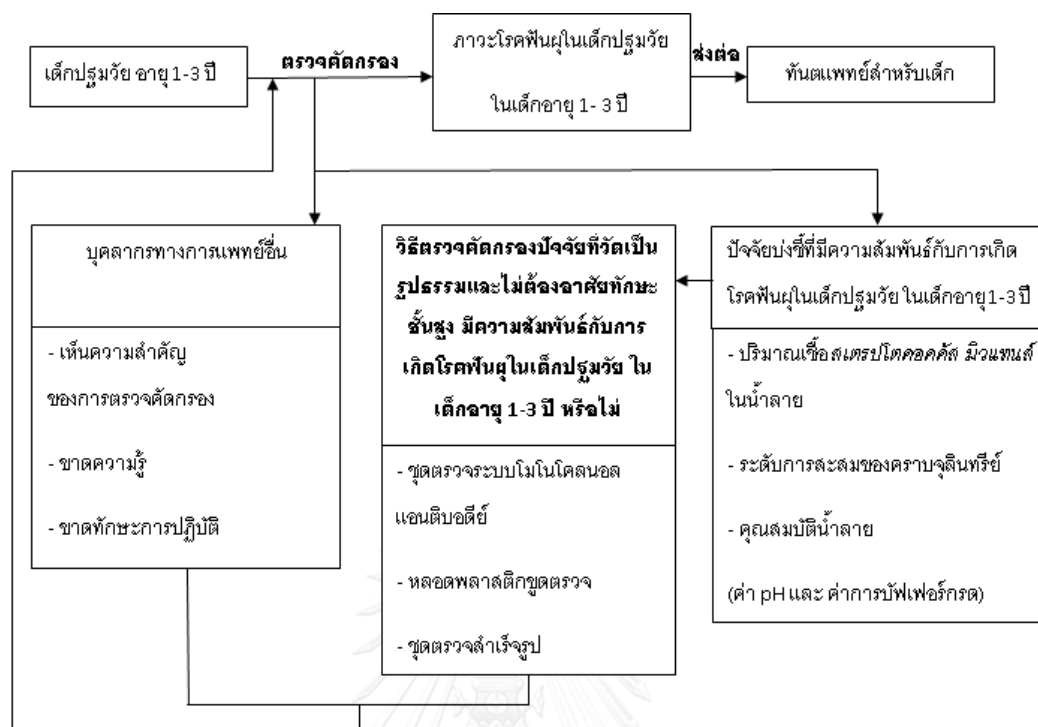 เด็กปฐมวัย อายุ 1-3 ปี
ตรวจคัดกรอง
ภาวะโรคฟันผุในเด็กปฐมวัย
ในเด็กอายุ 1- 3 ปี
ส่งต่อ
ทันตแพทย์สำหรับเด็ก
บุคลากรทางการแพทย์อื่น
- เห็นความสำคัญ
ของการตรวจคัดกรอง
- ขาดความรู้
- ขาดทักษะการปฏิบัติ
วิธีตรวจคัดกรองปัจจัยที่วัดเป็น
รูปธรรมและไม่ต้องอาศัยทักษะ
ชั้นสูง มีความสัมพันธ์กับการ
เกิดโรคฟันผุในเด็กปฐมวัย ใน
เด็กอายุ 1-3 ปี หรือไม่
- ชุดตรวจระบบโมโนโคลนอล
แอนติบอดีย์
- หลอดพลาสติกขูดตรวจ
- ชุดตรวจสำเร็จรูป
ปัจจัยบ่งชี้ที่มีความสัมพันธ์กับการเกิด
โรคฟันผุในเด็กปฐมวัย ในเด็กอายุ1-3 ปี
- ปริมาณเชื้อสเตรปโตคอคคัส มิวแทนส์
ในน้ำลาย
- ระดับการสะสมของคราบจุลินทรีย์
- คุณสมบัติน้ำลาย
(ค่า pH และ ค่าการบัฟเฟอร์กรด)